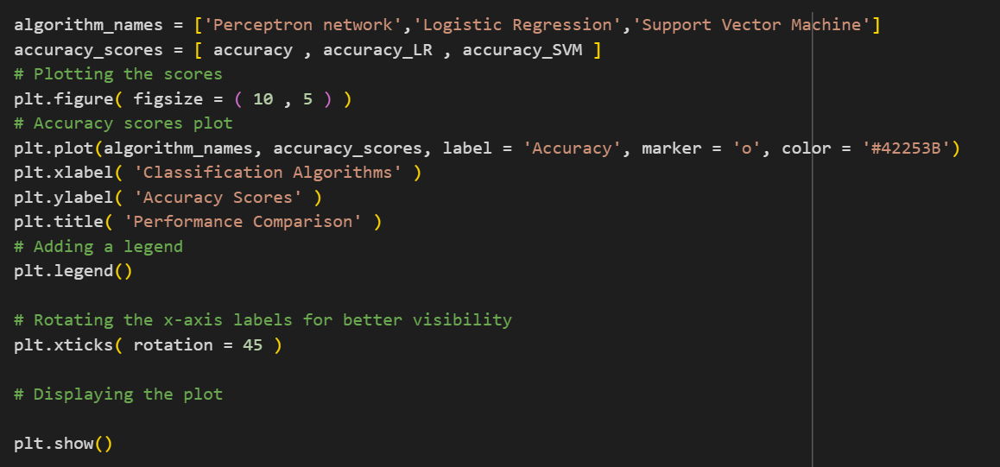 algorithm_names = ['Perceptron network','Logistic Regression','Support Vector Machine']
accuracy_scores = [ accuracy , accuracy_LR , accuracy_SVM ]
# Plotting the scores
plt.figure( figsize = ( 10 , 5 ) )
# Accuracy scores plot
plt.plot(algorithm_names, accuracy_scores, label = 'Accuracy', marker = 'o', color = '#42253B')
plt.xlabel( 'Classification Algorithms' )
plt.ylabel( 'Accuracy Scores' )
plt.title( 'Performance Comparison' )
# Adding a legend
plt.legend()
# Rotating the x-axis labels for better visibility
plt.xticks( rotation = 45 )
# Displaying the plot
plt.show()